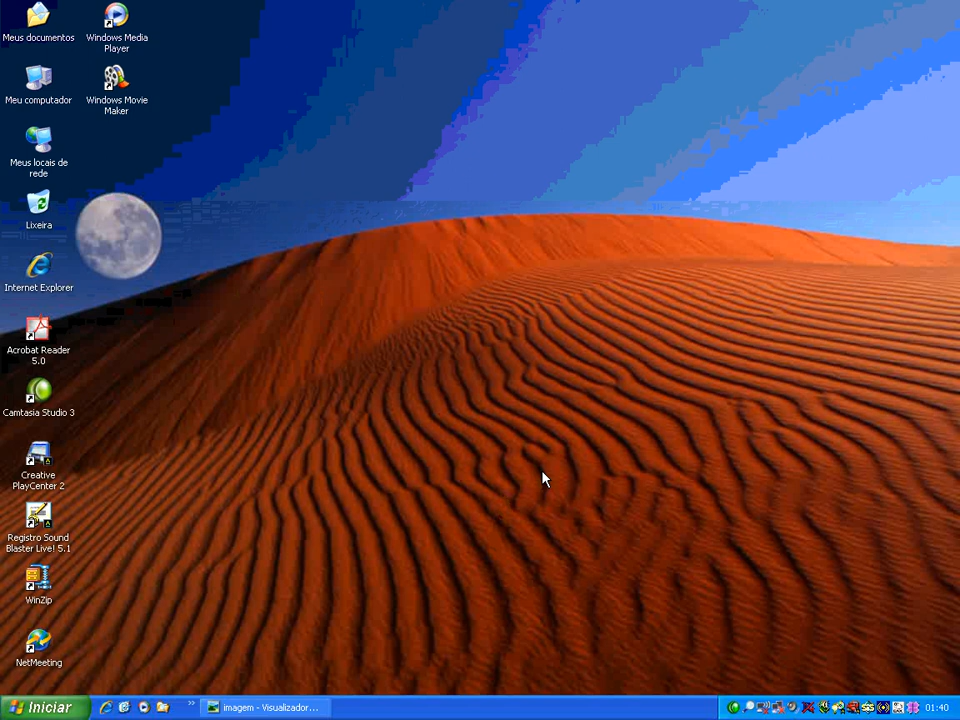 Meus documentos
Windows Media
Player
Meu computador
Windows Movie
Maker
Meus locais de
rede
Lixeira
Internet Explorer
Acrobat Reader
5.0
Camtasia Studio 3
Creative
PlayCenter 2
Registro Sound
Blaster Live! 5.1
WinZip
NetMeeting
Iniciar
imagem - Visualizador...
01:40